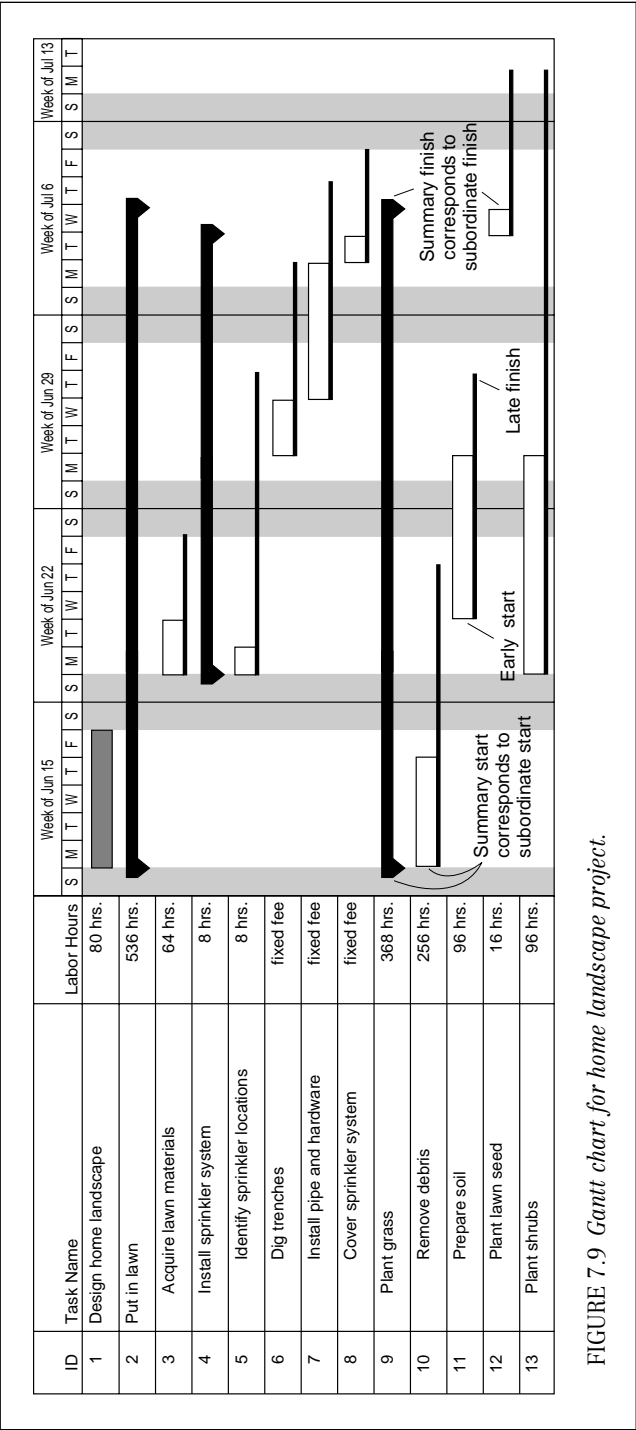 Week of Jun 15 Week of Jun 22 Week of Jun 29 Week of Jul 6 Week of Jul 13
ID Task Name Labor Hours S M T W T F S S M T W T F S S M T W T F S S M T W T F S S M T
1 Design home landscape 80 hrs.
2 Put in lawn 536 hrs.
3 Acquire lawn materials 64 hrs.
4 Install sprinkler system 8 hrs.
5 Identify sprinkler locations 8 hrs.
6 Dig trenches fixed fee
7 Install pipe and hardware fixed fee
8 Cover sprinkler system fixed fee
9 Plant grass 368 hrs.
10 Remove debris 256 hrs.
11 Prepare soil 96 hrs.
12 Plant lawn seed 16 hrs.
13 Plant shrubs 96 hrs.
Summary start
corresponds to
subordinate start
Early start
Late finish
Summary finish
corresponds to
subordinate finish
FIGURE 7.9 Gantt chart for home landscape project.